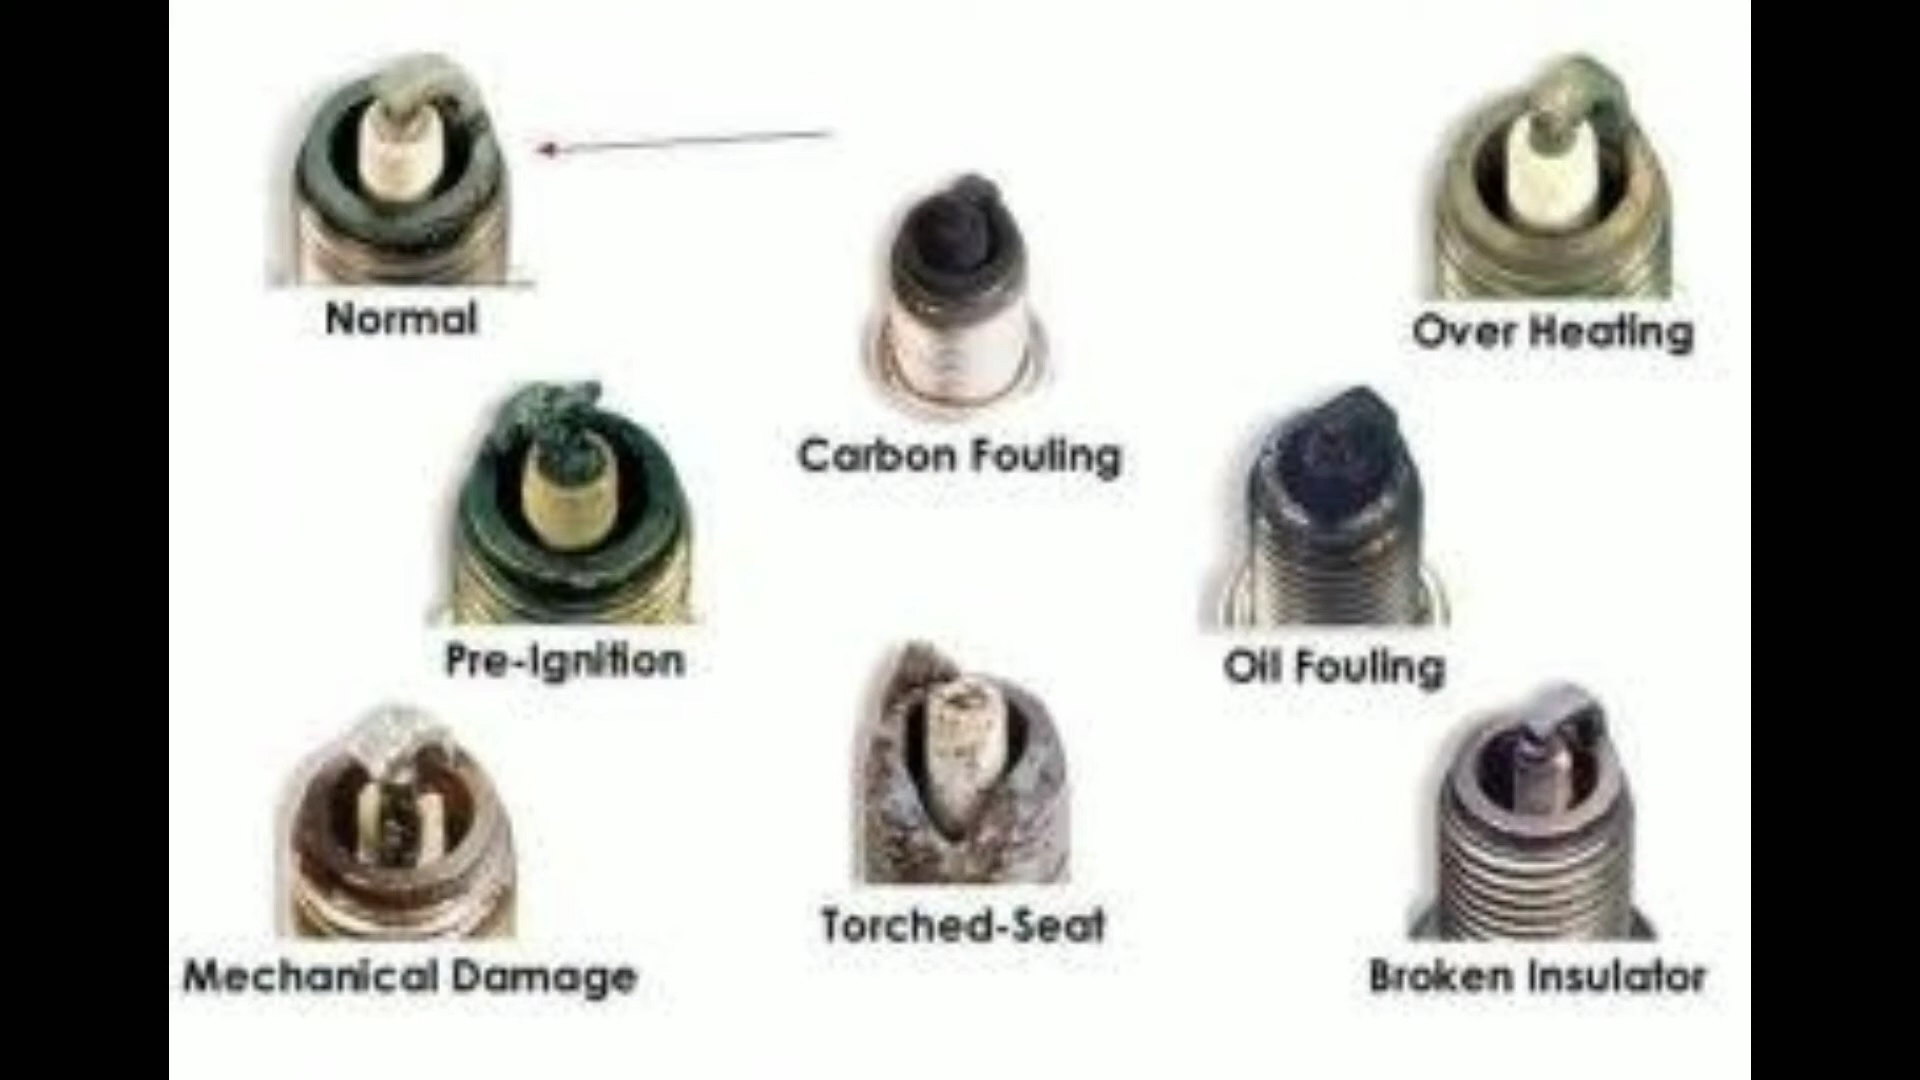 Normal
Over Heating
Carbon Fouling
Pre-Ignition
Oil Fouling
Torched-Seat
Mechanical Damage
Broken Insulator